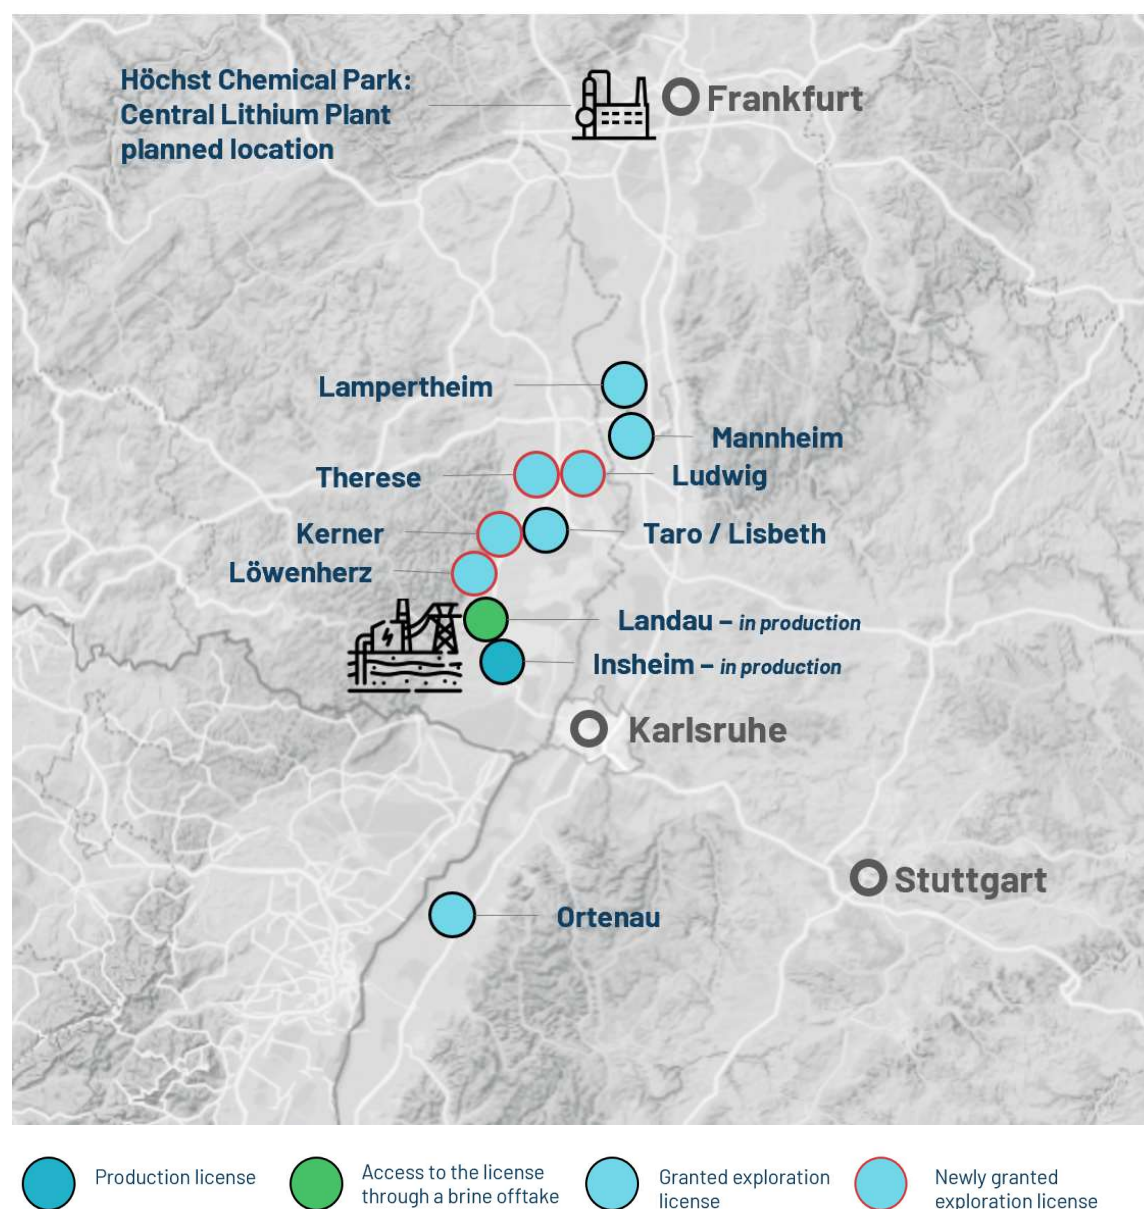 Höchst Chemical Park:
Central Lithium Plant
planned location
Frankfurt
Lampertheim
Mannheim
Therese
Ludwig
Kerner
Taro / Lisbeth
Löwenherz
Landau – in production
Insheim – in production
Karlsruhe
Stuttgart
Ortenau
Production license
Access to the license
through a brine offtake
Granted exploration
license
Newly granted
exploration license